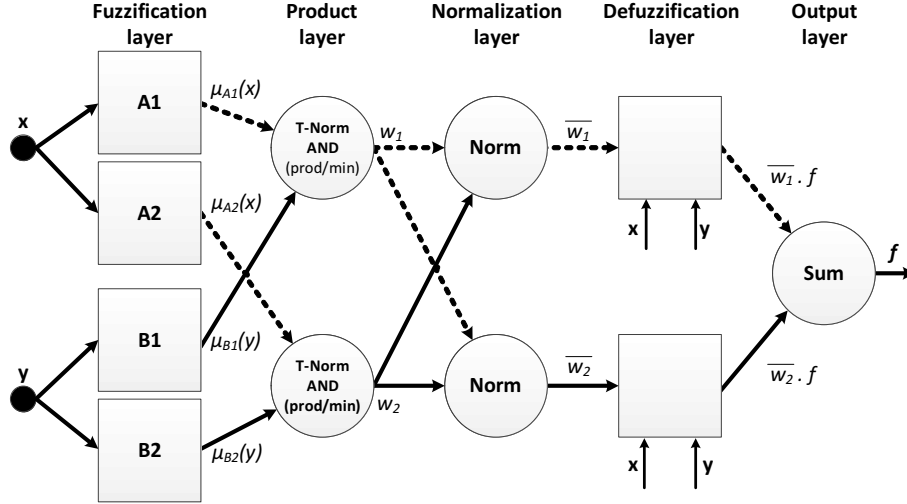 Fuzzification layer
Product layer
Normalization layer
Defuzzification layer
Output layer
x
A1
A2
μA1(x)
μA2(x)
T-Norm
AND
(prod/min)
w1
Norm
w1
x y
w1 . f
Sum
f
y
B1
B2
μB1(y)
μB2(y)
T-Norm
AND
(prod/min)
w2
Norm
w2
x y
w2 . f